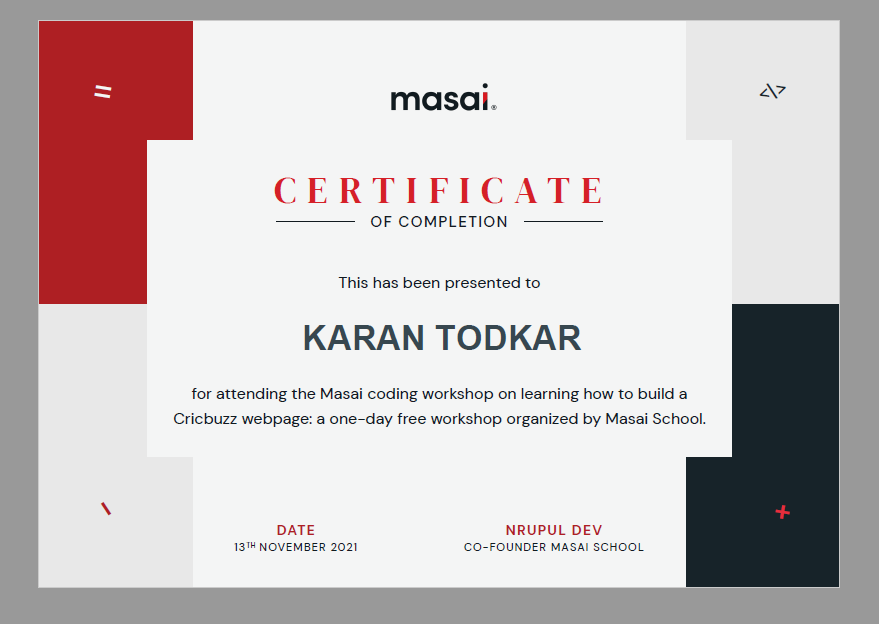 =
<\>
masai®
CERTIFICATE
OF COMPLETION
This has been presented to
KARAN TODKAR
for attending the Masai coding workshop on learning how to build a
Cricbuzz webpage: a one-day free workshop organized by Masai School.
\
+
DATE
13TH NOVEMBER 2021
NRUPUL DEV
CO-FOUNDER MASAI SCHOOL